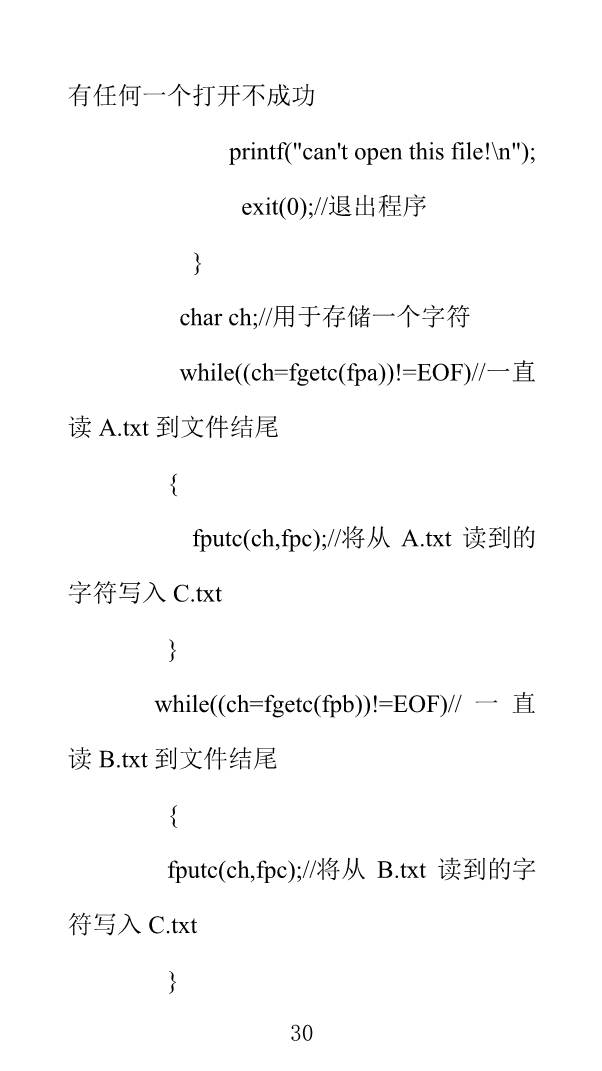 有任何一个打开不成功
printf("can't open this file!\n");
exit(0);//退出程序
}
char ch;//用于存储一个字符
while((ch=fgetc(fpa))!=EOF)//一直
读 A.txt 到文件结尾
{
fputc(ch,fpc);//将从 A.txt 读到的
字符写入 C.txt
}
while((ch=fgetc(fpb))!=EOF)// 一 直
读 B.txt 到文件结尾
{
fputc(ch,fpc);//将从 B.txt 读到的字
符写入 C.txt
}
30